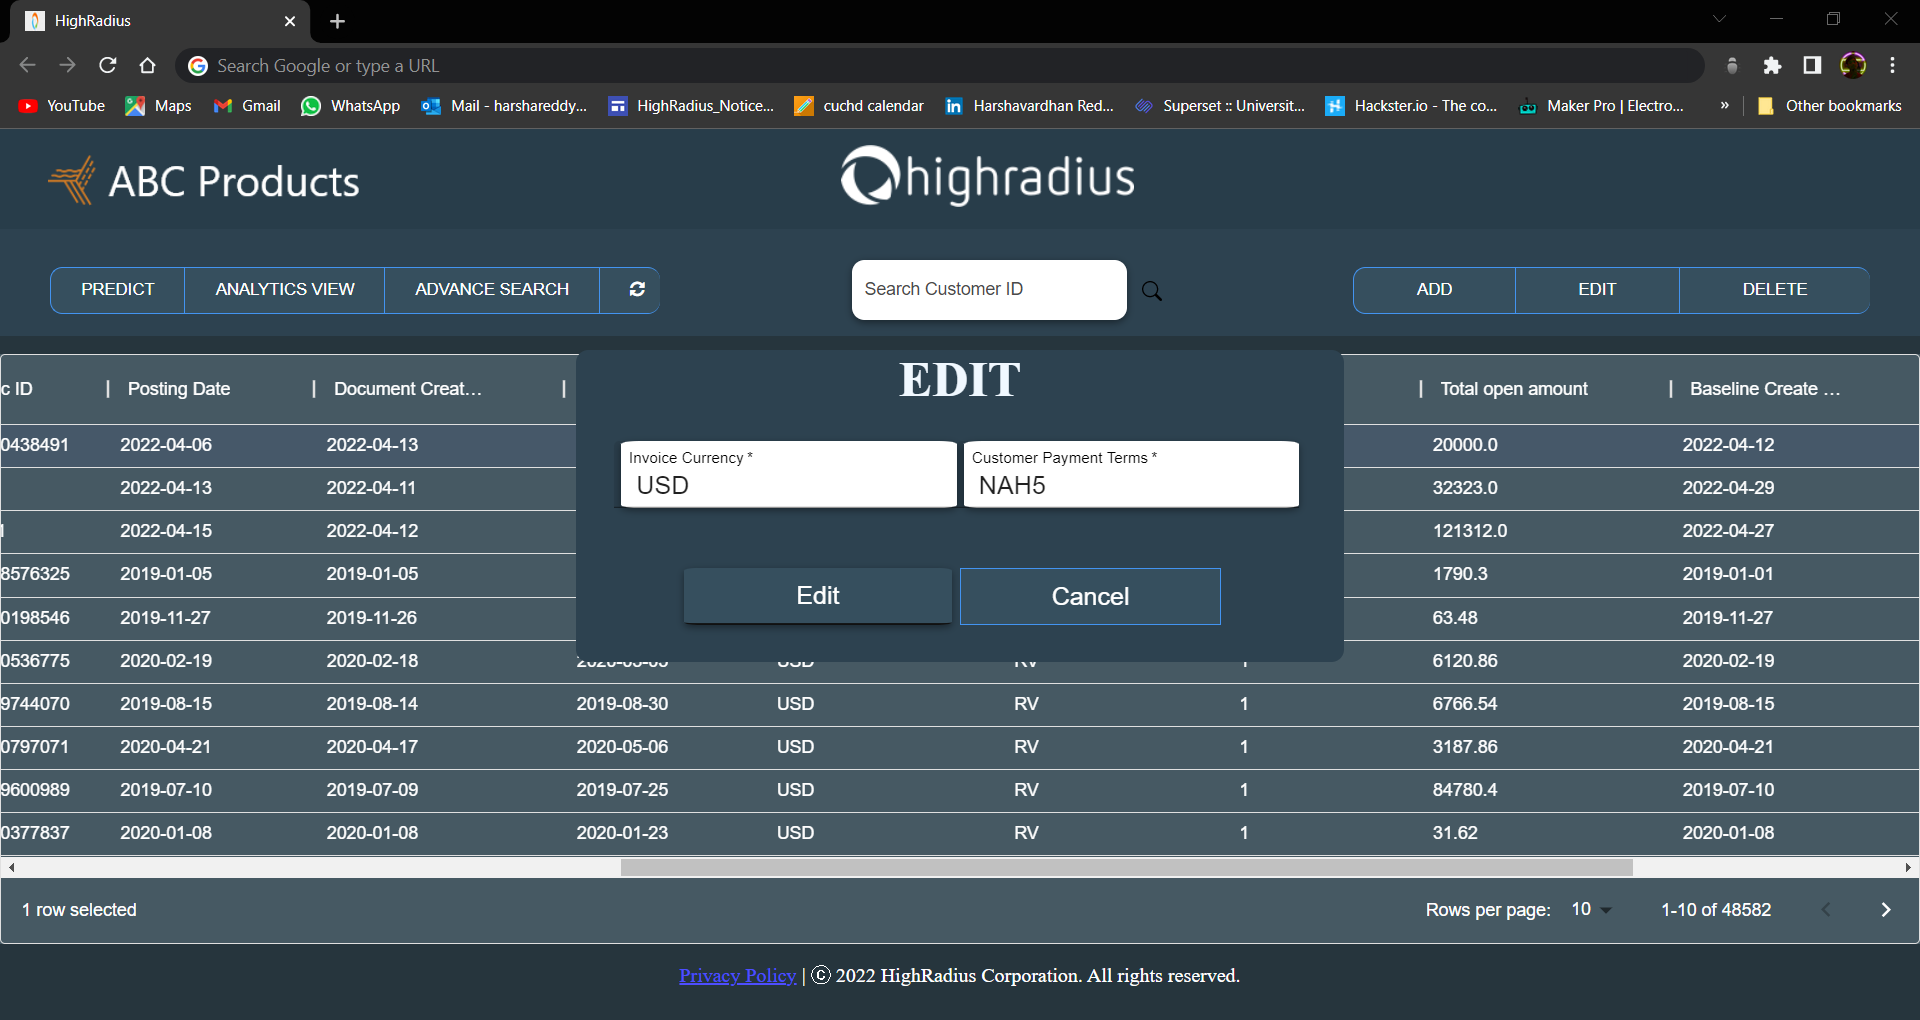 HighRadius
Search Google or type a URL
YouTube Maps Gmail WhatsApp Mail - harshareddy... HighRadius_Notice... cuchd calendar Harshavardhan Red... Superset :: Universit... Hackster.io - The co... Maker Pro | Electro... » Other bookmarks
ABC Products highradius
PREDICT ANALYTICS VIEW ADVANCE SEARCH Search Customer ID ADD EDIT DELETE
EDIT
Invoice Currency * Customer Payment Terms *
USD NAH5
Edit Cancel
c ID Posting Date Document Creat... Total open amount Baseline Create ...
0438491 2022-04-06 2022-04-13 20000.0 2022-04-12
2022-04-13 2022-04-11 32323.0 2022-04-29
2022-04-15 2022-04-12 121312.0 2022-04-27
8576325 2019-01-05 2019-01-05 1790.3 2019-01-01
0198546 2019-11-27 2019-11-26 63.48 2019-11-27
0536775 2020-02-19 2020-02-18 USD RV 1 6120.86 2020-02-19
9744070 2019-08-15 2019-08-14 2019-08-30 USD RV 1 6766.54 2019-08-15
0797071 2020-04-21 2020-04-17 2020-05-06 USD RV 1 3187.86 2020-04-21
9600989 2019-07-10 2019-07-09 2019-07-25 USD RV 1 84780.4 2019-07-10
0377837 2020-01-08 2020-01-08 2020-01-23 USD RV 1 31.62 2020-01-08
1 row selected Rows per page: 10 1-10 of 48582
Privacy Policy | © 2022 HighRadius Corporation. All rights reserved.